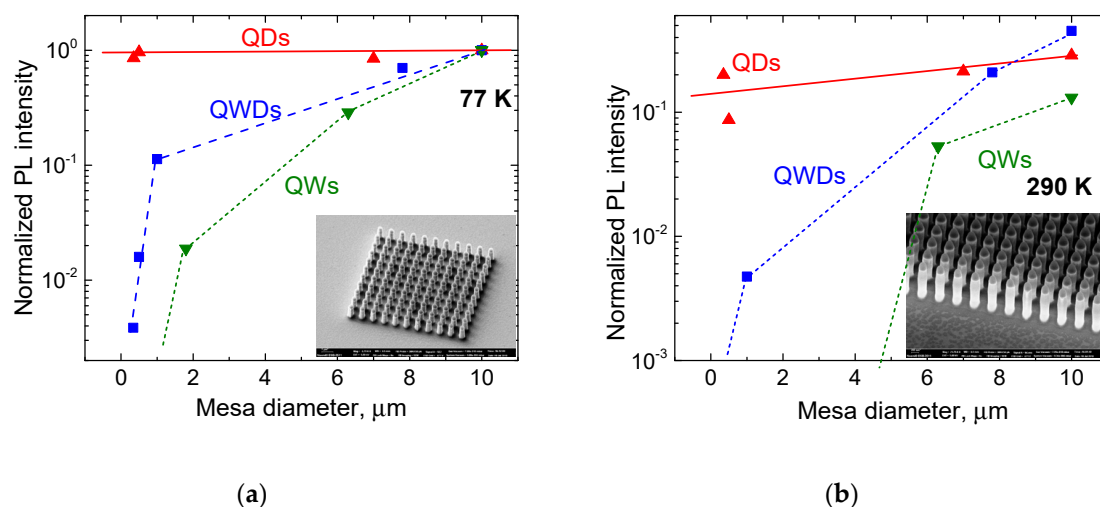 10⁰
10⁻¹
10⁻²
Normalized PL intensity
QDs
QWDs
QWs
77 K
0 2 4 6 8 10
Mesa diameter, μm
(a)
10⁻¹
10⁻²
10⁻³
Normalized PL intensity
QDs
QWDs
QWs
290 K
0 2 4 6 8 10
Mesa diameter, μm
(b)